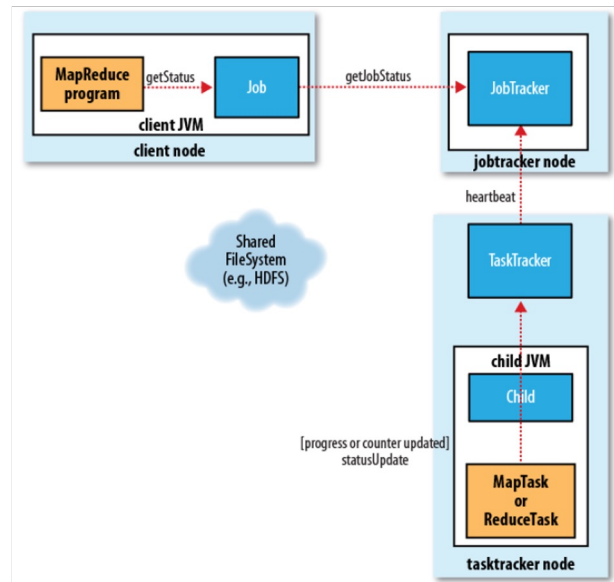 MapReduce
program
getStatus
Job
client JVM
client node
getJobStatus
JobTracker
jobtracker node
heartbeat
Shared
FileSystem
(e.g., HDFS)
TaskTracker
child JVM
Child
[progress or counter updated]
statusUpdate
MapTask
or
ReduceTask
tasktracker node